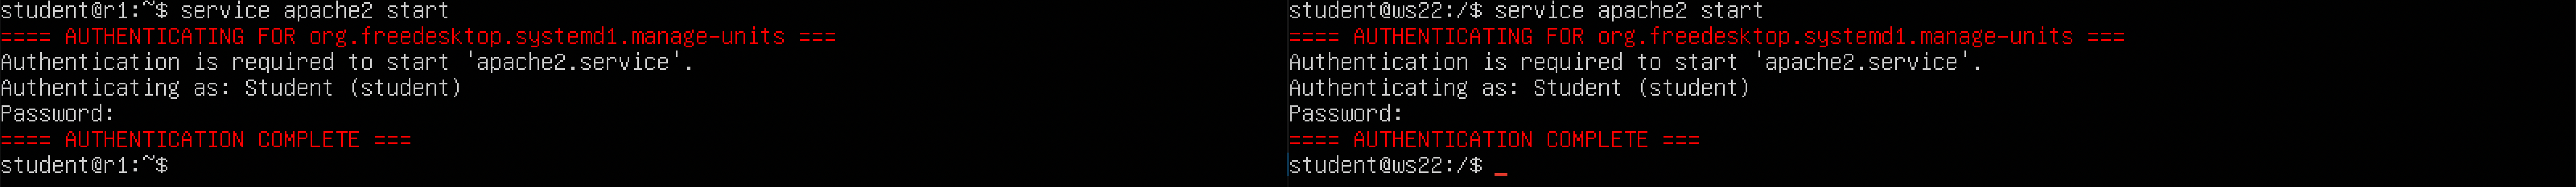 student@r1:~$ service apache2 start
==== AUTHENTICATING FOR org.freedesktop.systemd1.manage-units ===
Authentication is required to start 'apache2.service'.
Authenticating as: Student (student)
Password:
==== AUTHENTICATION COMPLETE ===
student@r1:~$
student@ws22:/$ service apache2 start
==== AUTHENTICATING FOR org.freedesktop.systemd1.manage-units ===
Authentication is required to start 'apache2.service'.
Authenticating as: Student (student)
Password:
==== AUTHENTICATION COMPLETE ===
student@ws22:/$ _